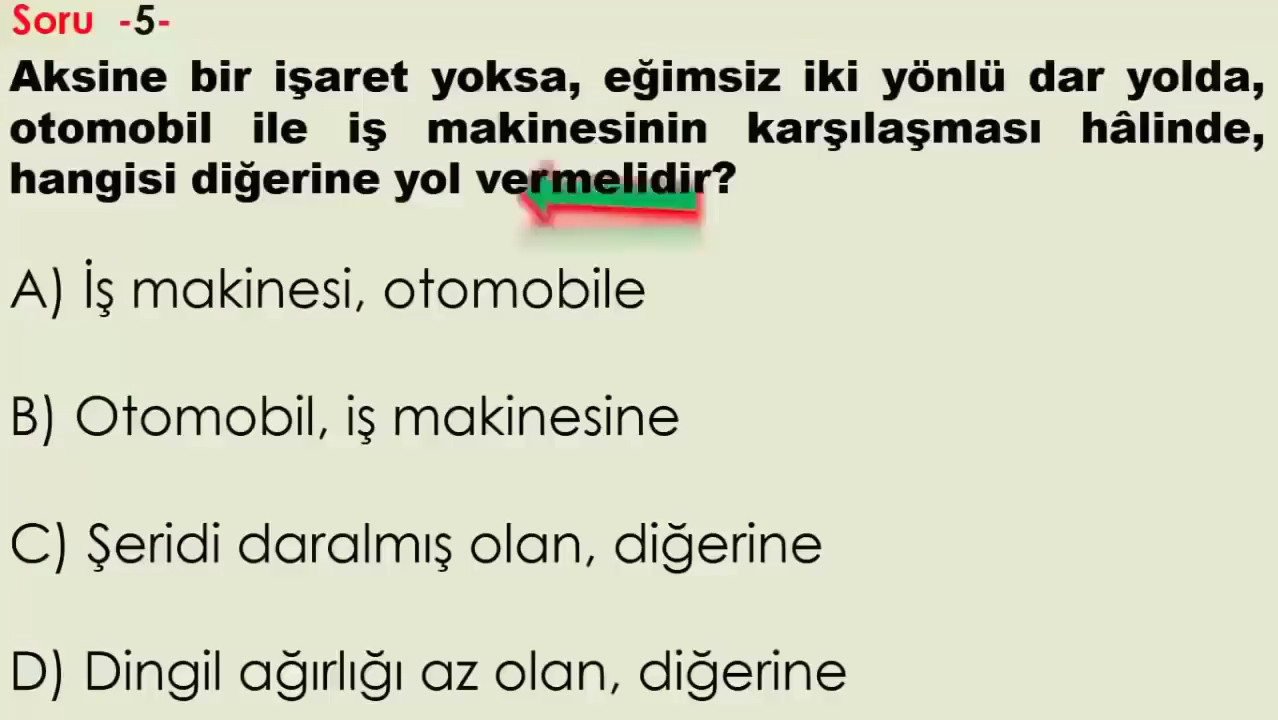 Soru -5-
Aksine bir işaret yoksa, eğimsiz iki yönlü dar yolda,
otomobil ile iş makinesinin karşılaşması hâlinde,
hangisi diğerine yol vermelidir?
A) İş makinesi, otomobile
B) Otomobil, iş makinesine
C) Şeridi daralmış olan, diğerine
D) Dingil ağırlığı az olan, diğerine